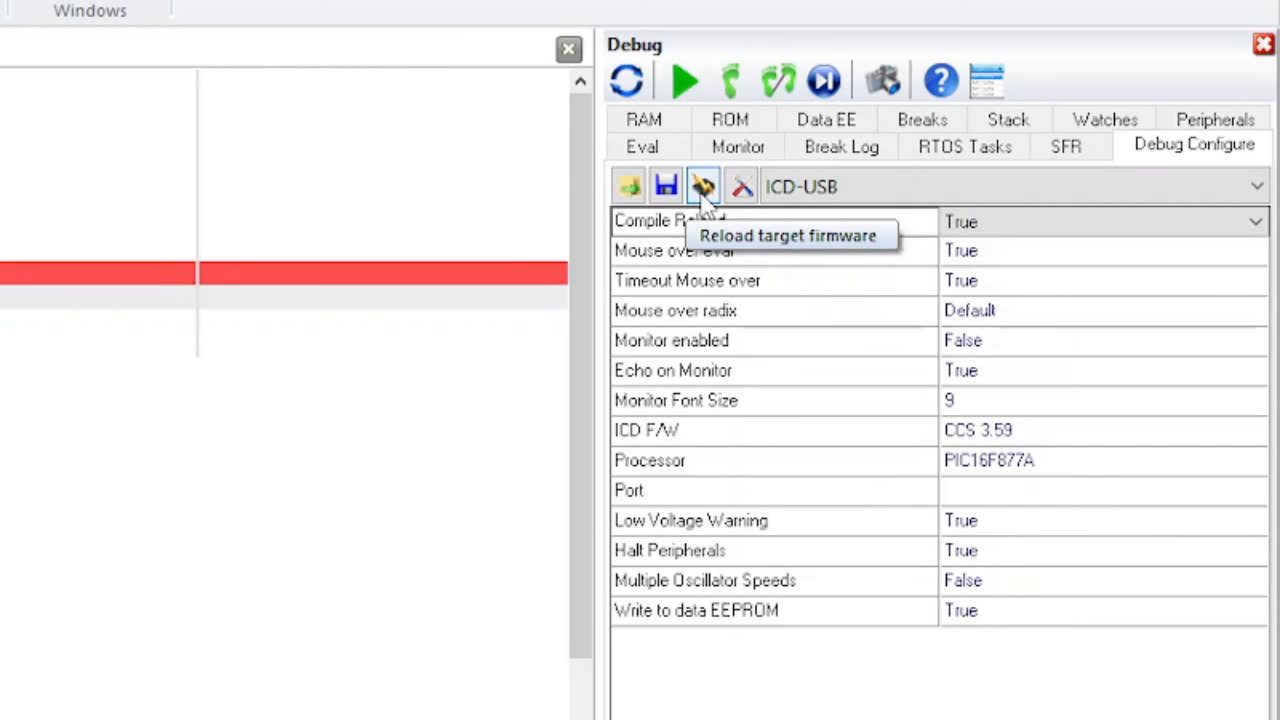 Windows
Debug
RAM ROM Data EE Breaks Stack Watches Peripherals
Eval Monitor Break Log RTOS Tasks SFR Debug Configure
ICD-USB
Compile True
Reload target firmware
Mouse over eval True
Timeout Mouse over True
Mouse over radix Default
Monitor enabled False
Echo on Monitor True
Monitor Font Size 9
ICD F/W CCS 3.59
Processor PIC16F877A
Port
Low Voltage Warning True
Halt Peripherals True
Multiple Oscillator Speeds False
Write to data EEPROM True